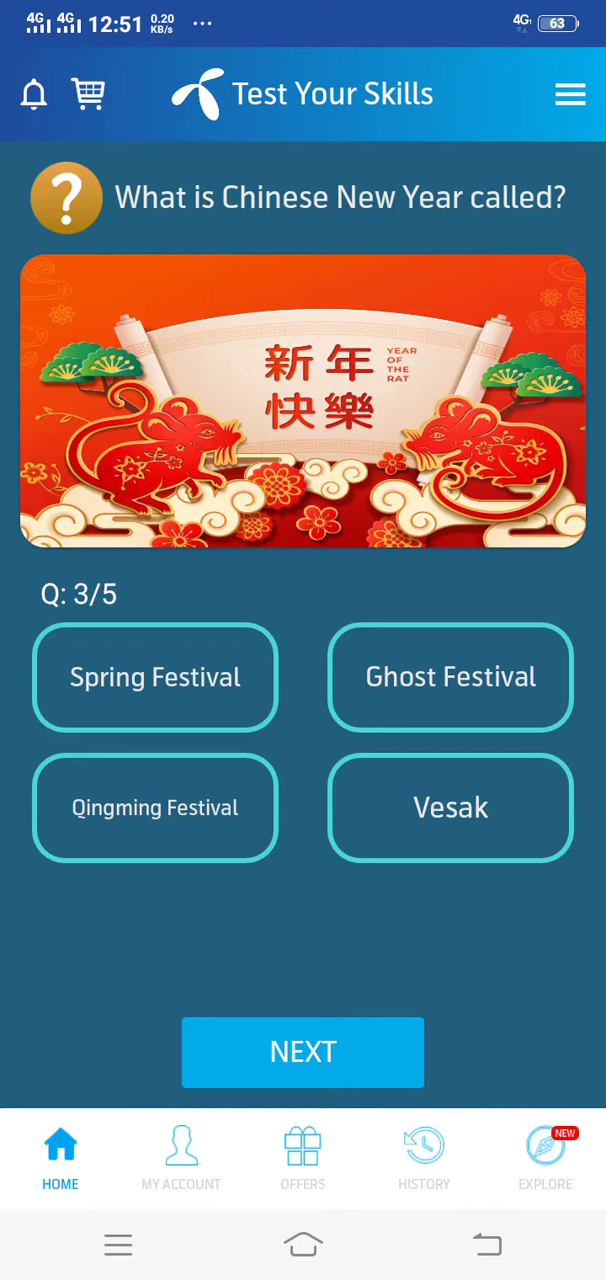 4G 4G 12:51 0.20 KB/s ... 4G 63
Test Your Skills
? What is Chinese New Year called?
新年
快樂
YEAR
OF
THE
RAT
Q: 3/5
Spring Festival
Ghost Festival
Qingming Festival
Vesak
NEXT
NEW
HOME
MY ACCOUNT
OFFERS
HISTORY
EXPLORE